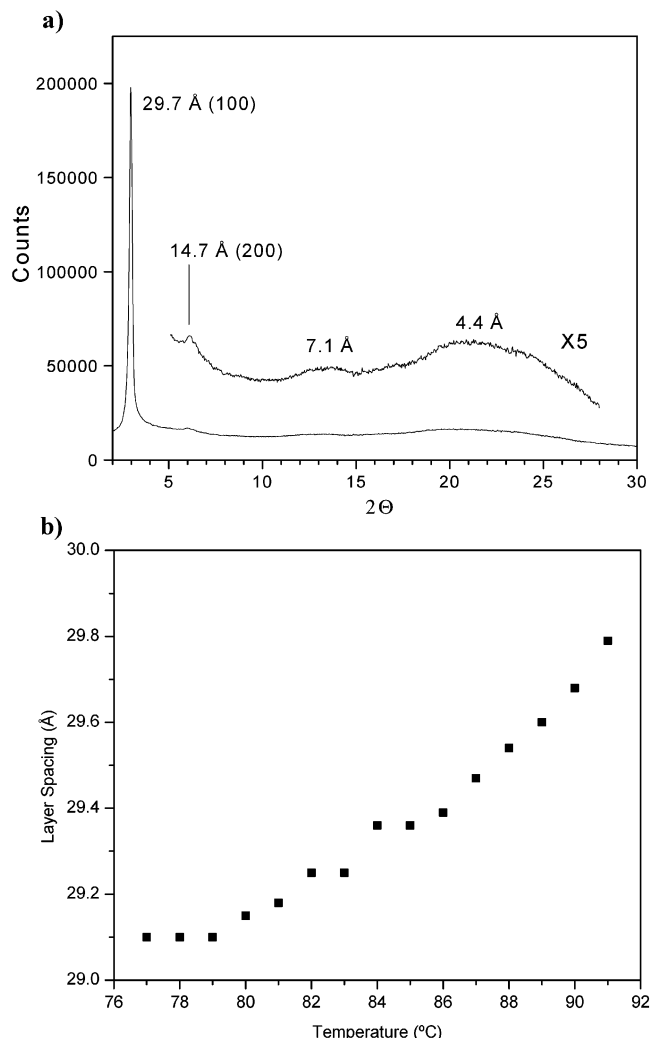 a)
200000
150000
100000
50000
0
Counts
29.7 Å (100)
14.7 Å (200)
7.1 Å
4.4 Å
X5
5 10 15 20 25 30
2Θ
b)
30.0
29.8
29.6
29.4
29.2
29.0
Layer Spacing (Å)
76 78 80 82 84 86 88 90 92
Temperature (ºC)